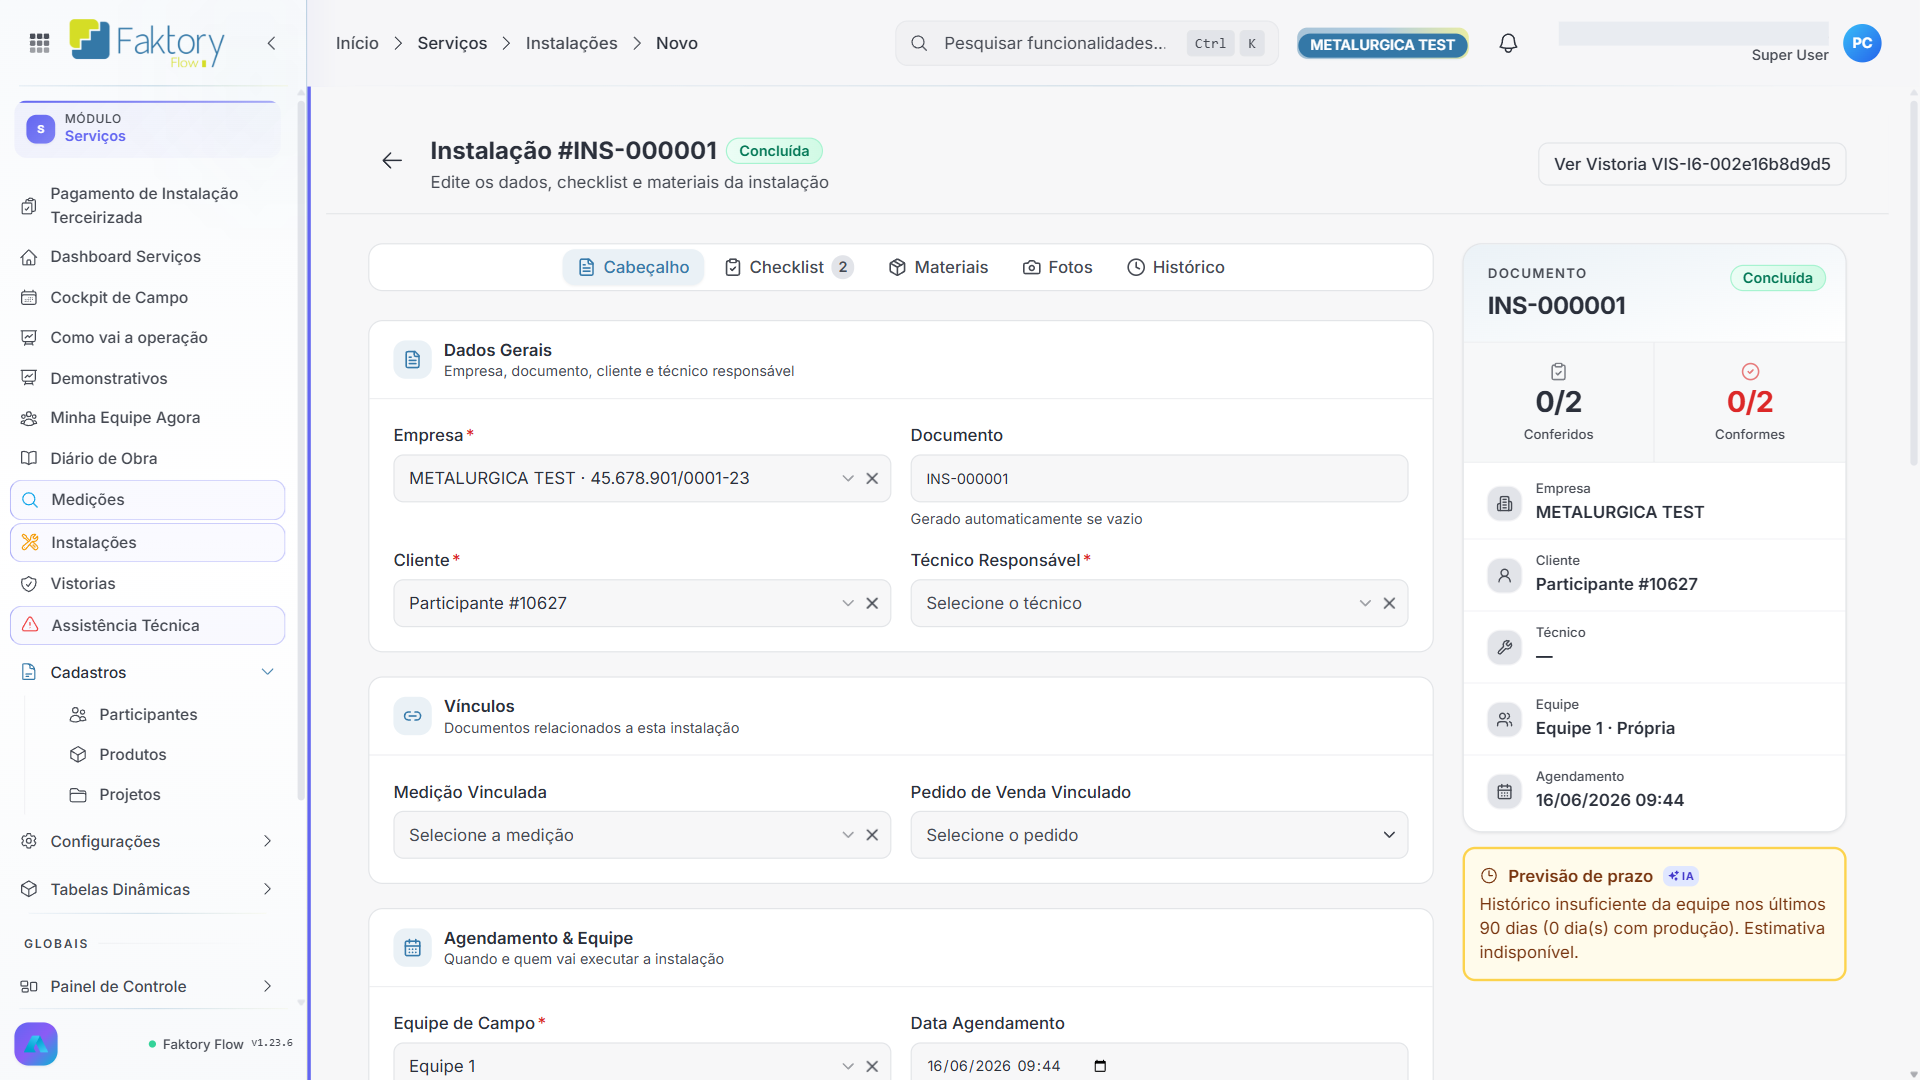 Faktory
Flow
Início
Serviços
Instalações
Novo
Pesquisar funcionalidades...
Ctrl
K
METALURGICA TEST
Super User
PC
S
MÓDULO
Serviços
Pagamento de Instalação
Terceirizada
Dashboard Serviços
Cockpit de Campo
Como vai a operação
Demonstrativos
Minha Equipe Agora
Diário de Obra
Medições
Instalações
Vistorias
Assistência Técnica
Cadastros
Participantes
Produtos
Projetos
Configurações
Tabelas Dinâmicas
GLOBAIS
Painel de Controle
Faktory Flow v1.23.6
Instalação #INS-000001
Concluída
Edite os dados, checklist e materiais da instalação
Ver Vistoria VIS-I6-002e16b8d9d5
Cabeçalho
Checklist 2
Materiais
Fotos
Histórico
Dados Gerais
Empresa, documento, cliente e técnico responsável
Empresa*
METALURGICA TEST · 45.678.901/0001-23
Documento
INS-000001
Gerado automaticamente se vazio
Cliente*
Participante #10627
Técnico Responsável*
Selecione o técnico
Vínculos
Documentos relacionados a esta instalação
Medição Vinculada
Selecione a medição
Pedido de Venda Vinculado
Selecione o pedido
Agendamento & Equipe
Quando e quem vai executar a instalação
Equipe de Campo*
Equipe 1
Data Agendamento
16/06/2026 09:44
DOCUMENTO
INS-000001
Concluída
0/2
Conferidos
0/2
Conformes
Empresa
METALURGICA TEST
Cliente
Participante #10627
Técnico
—
Equipe
Equipe 1 · Própria
Agendamento
16/06/2026 09:44
Previsão de prazo
IA
Histórico insuficiente da equipe nos últimos
90 dias (0 dia(s) com produção). Estimativa
indisponível.